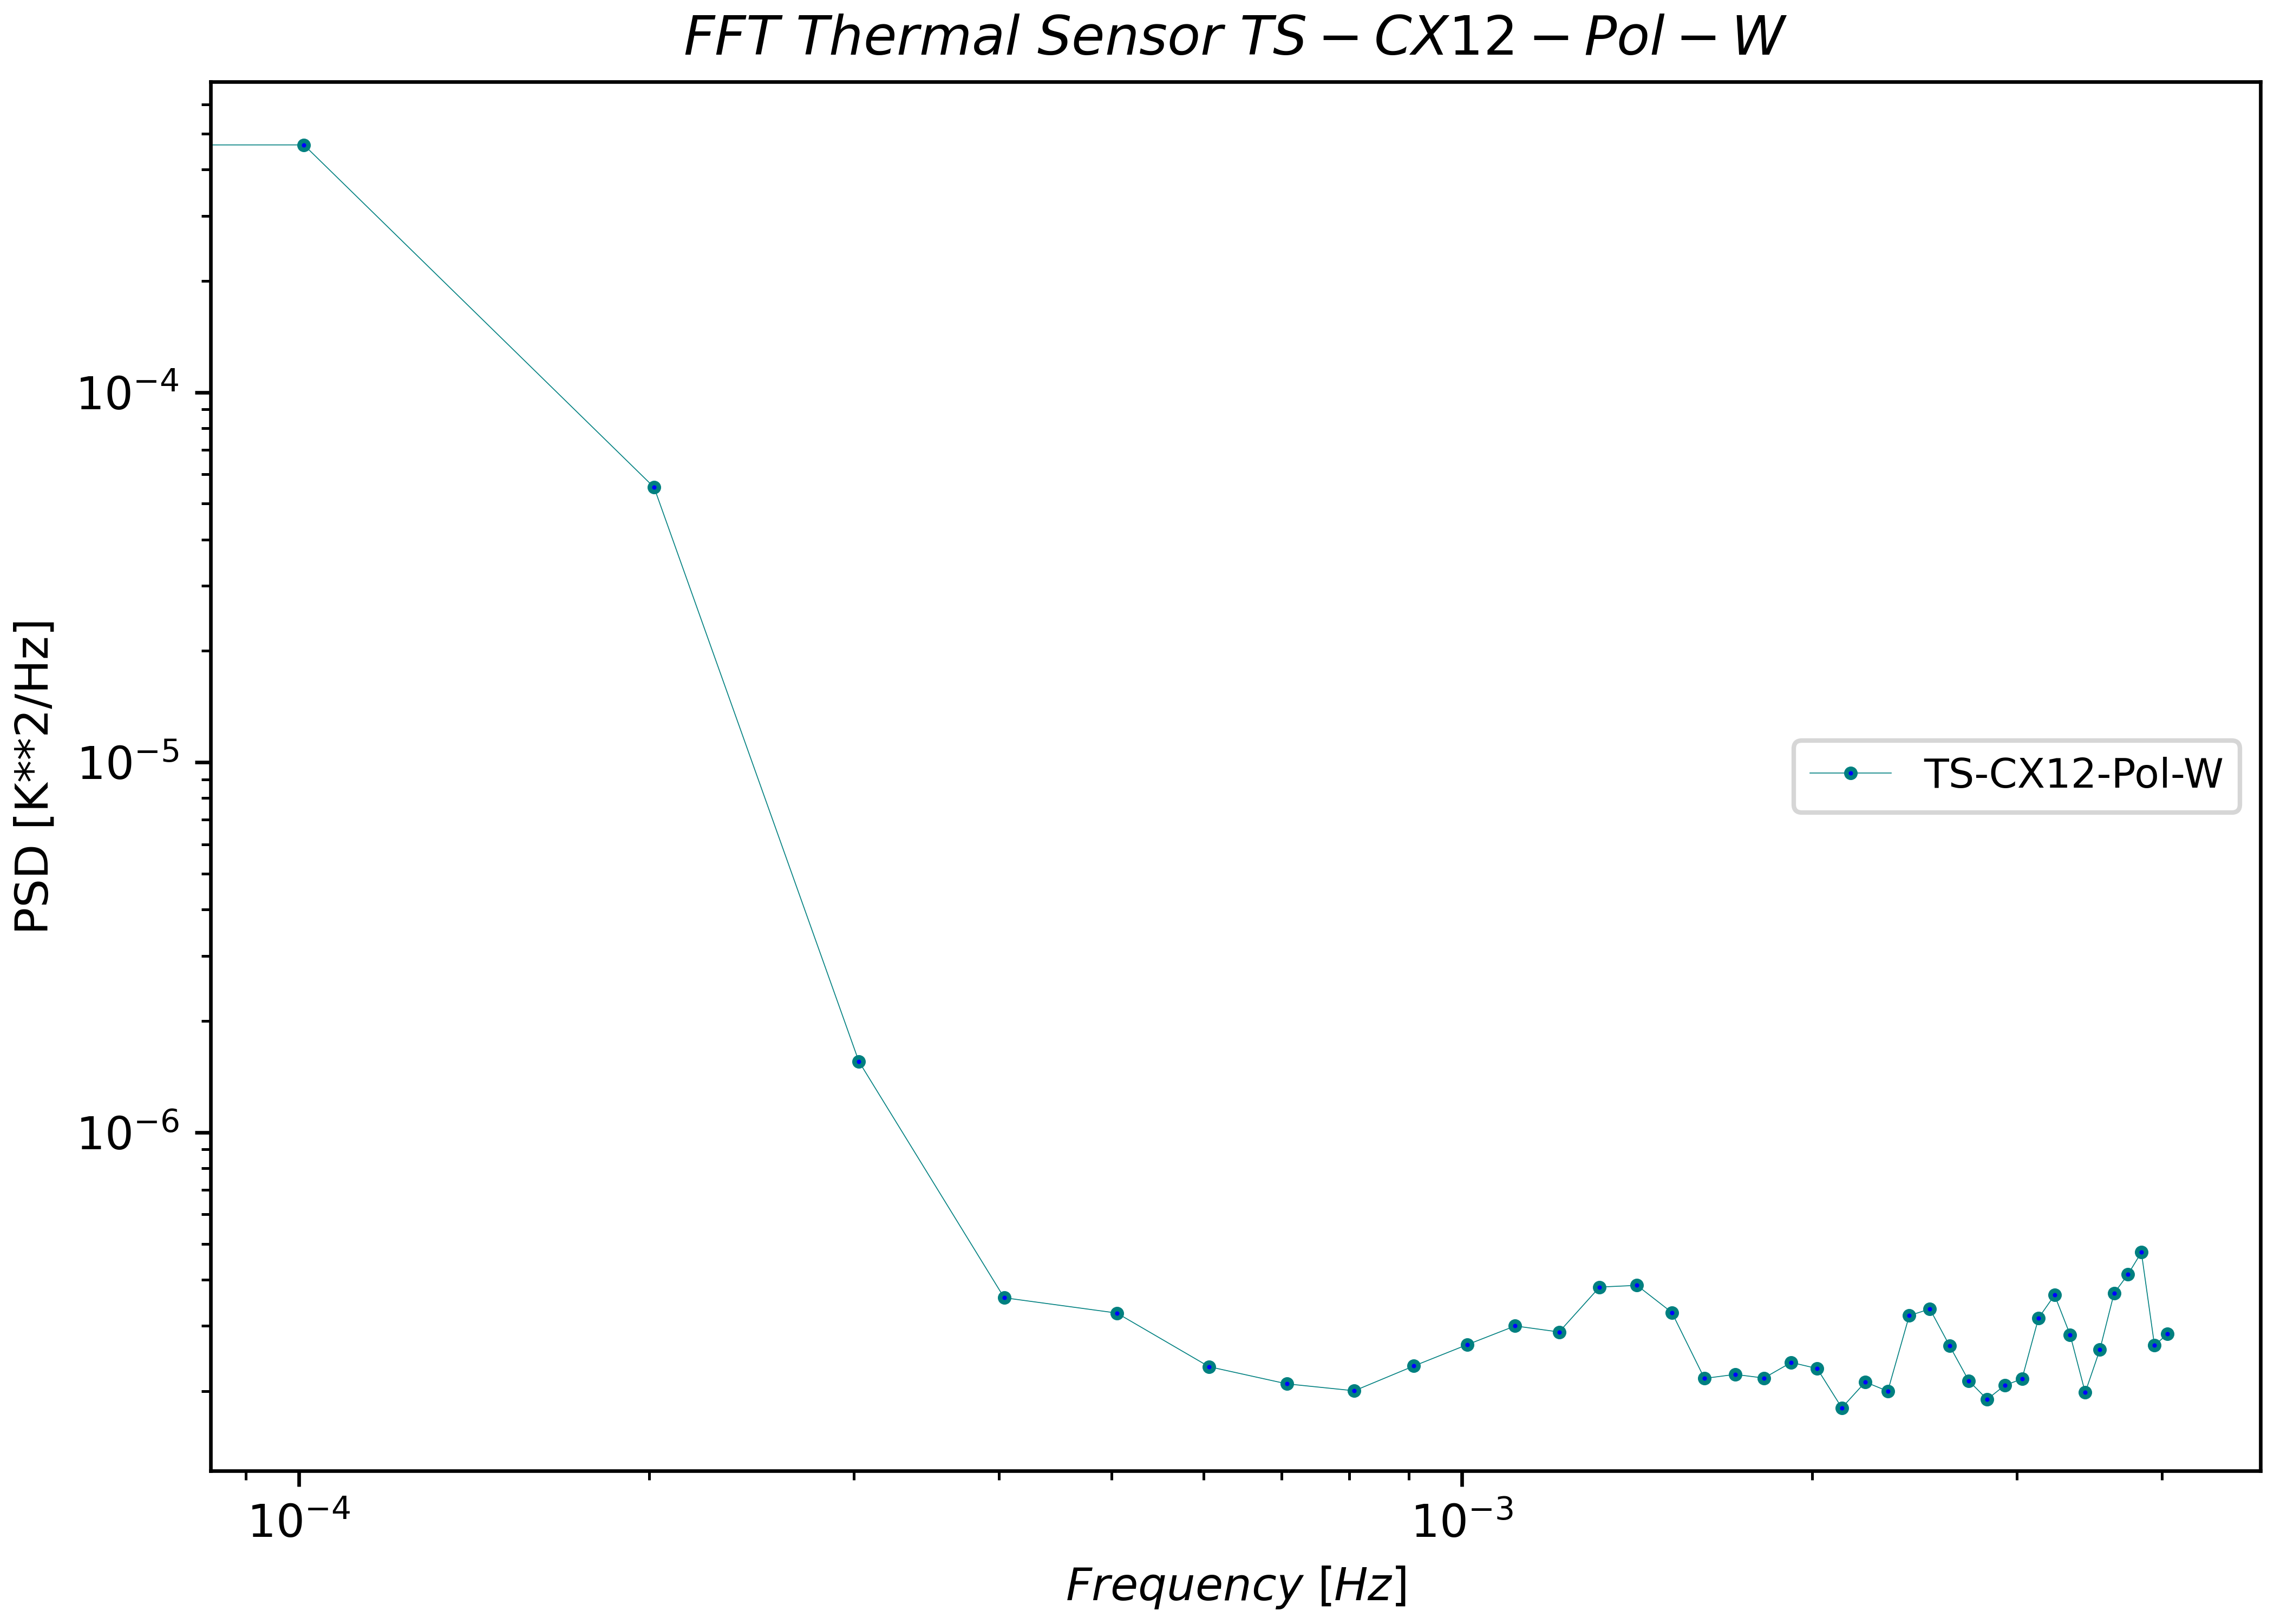 FFT Thermal Sensor TS − CX12 − Pol − W
PSD [K**2/Hz]
10⁻⁴
10⁻⁵
10⁻⁶
TS-CX12-Pol-W
10⁻⁴
10⁻³
Frequency [Hz]